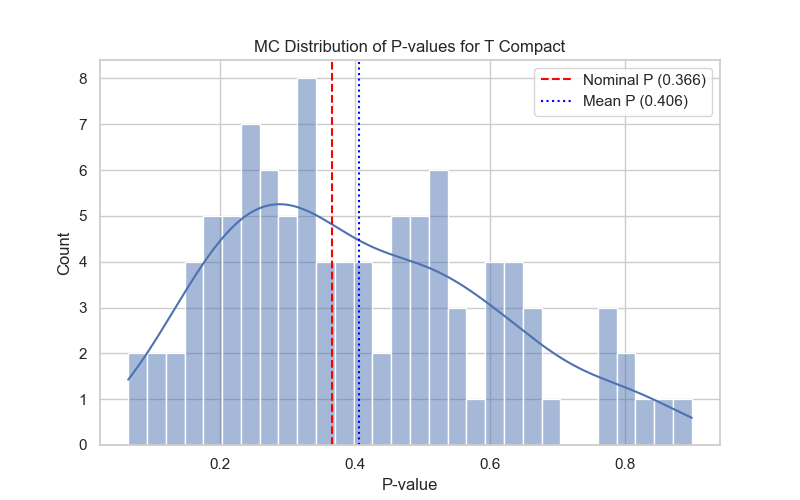 MC Distribution of P-values for T Compact
Nominal P (0.366)
Mean P (0.406)
Count
8
7
6
5
4
3
2
1
0
0.2 0.4 0.6 0.8
P-value